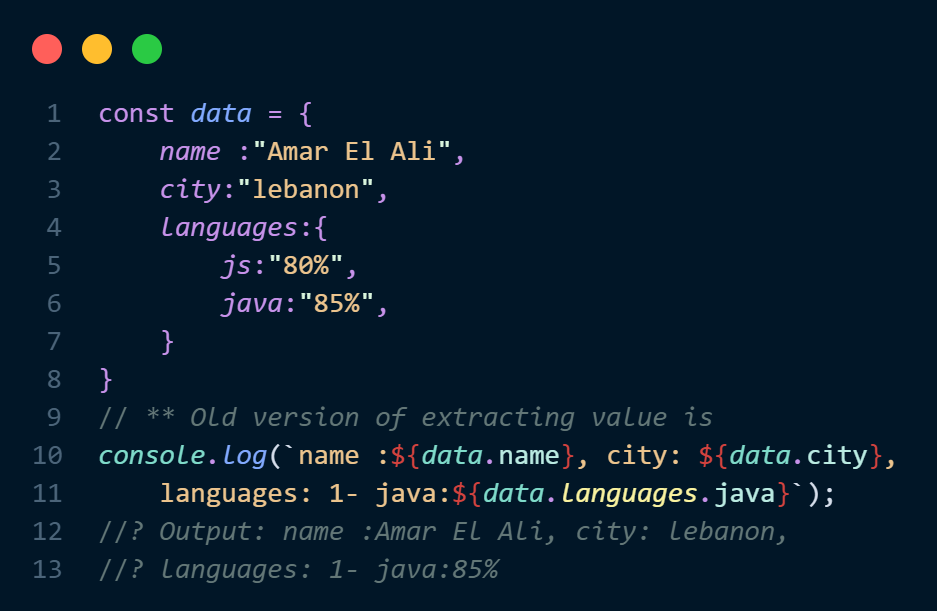 1 const data = {
2     name :"Amar El Ali",
3     city:"lebanon",
4     languages:{
5         js:"80%",
6         java:"85%",
7     }
8 }
9 // ** Old version of extracting value is
10 console.log(`name :${data.name}, city: ${data.city},
11     languages: 1- java:${data.languages.java}`);
12 //? Output: name :Amar El Ali, city: lebanon,
13 //? languages: 1- java:85%